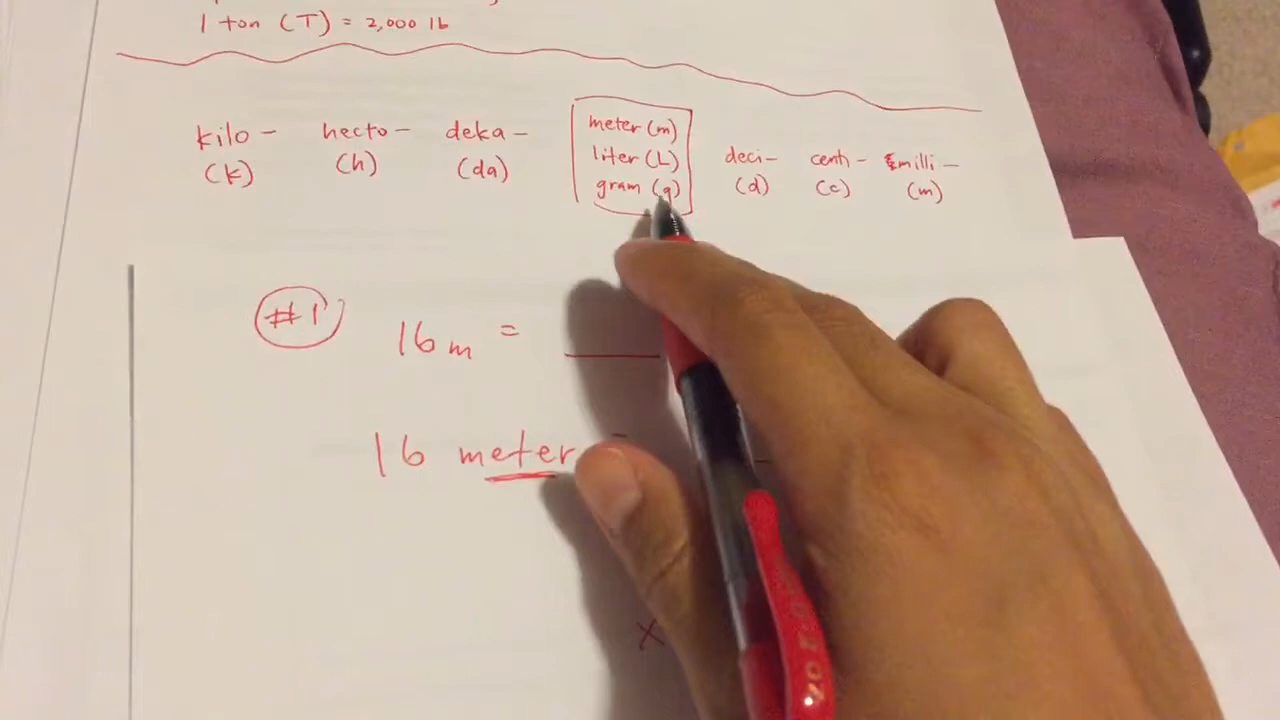 1 ton (T) = 2,000 lb
kilo - hecto - deka - meter (m) deci - centi - milli -
(k) (h) (da) liter (L) (d) (c) (m)
gram (g)
#1 16 m =
16 meter
x